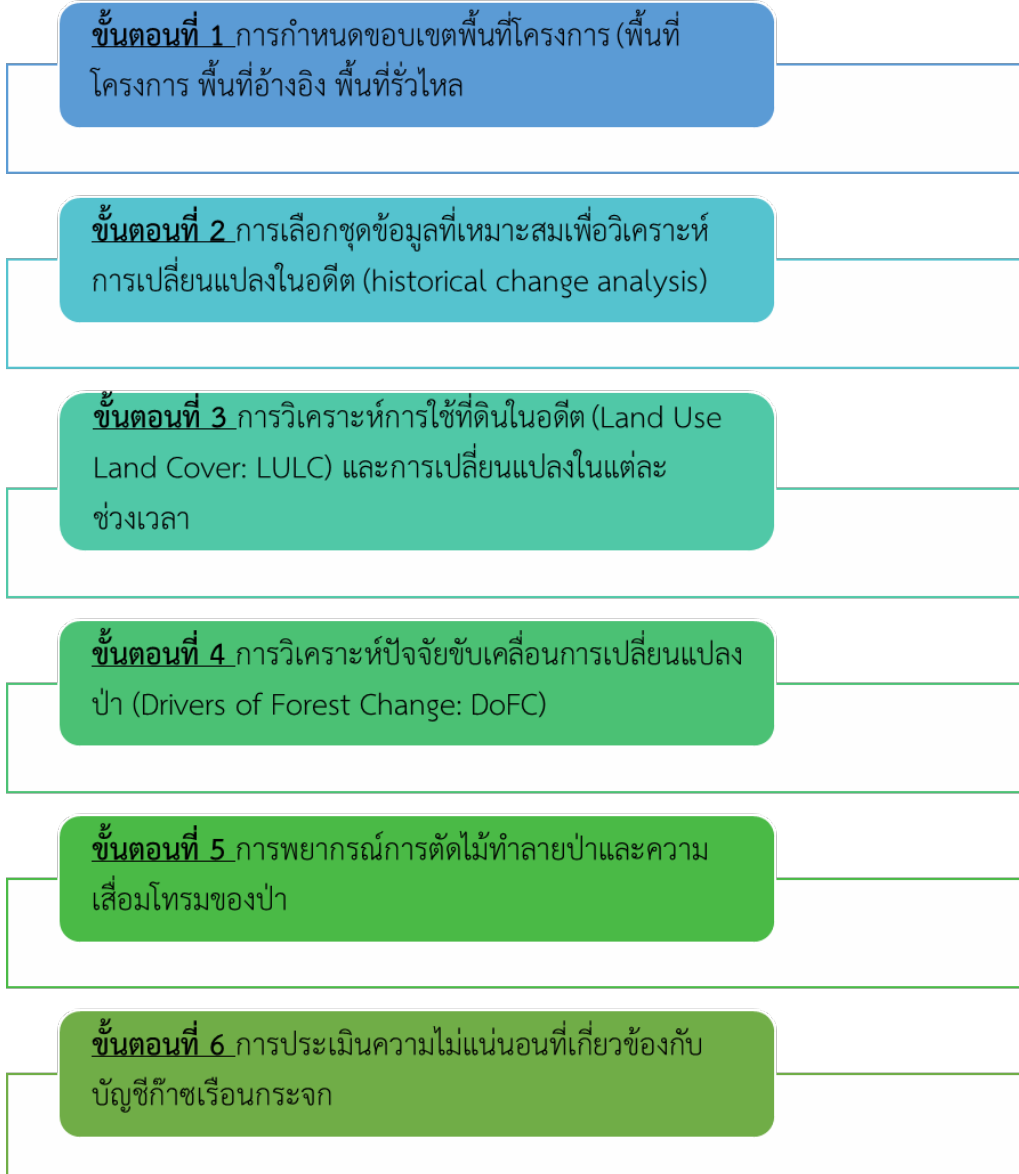 ขั้นตอนที่ 1 การกำหนดขอบเขตพื้นที่โครงการ (พื้นที่
โครงการ พื้นที่อ้างอิง พื้นที่รั่วไหล
ขั้นตอนที่ 2 การเลือกชุดข้อมูลที่เหมาะสมเพื่อวิเคราะห์
การเปลี่ยนแปลงในอดีต (historical change analysis)
ขั้นตอนที่ 3 การวิเคราะห์การใช้ที่ดินในอดีต (Land Use
Land Cover: LULC) และการเปลี่ยนแปลงในแต่ละ
ช่วงเวลา
ขั้นตอนที่ 4 การวิเคราะห์ปัจจัยขับเคลื่อนการเปลี่ยนแปลง
ป่า (Drivers of Forest Change: DoFC)
ขั้นตอนที่ 5 การพยากรณ์การตัดไม้ทำลายป่าและความ
เสื่อมโทรมของป่า
ขั้นตอนที่ 6 การประเมินความไม่แน่นอนที่เกี่ยวข้องกับ
บัญชีก๊าซเรือนกระจก